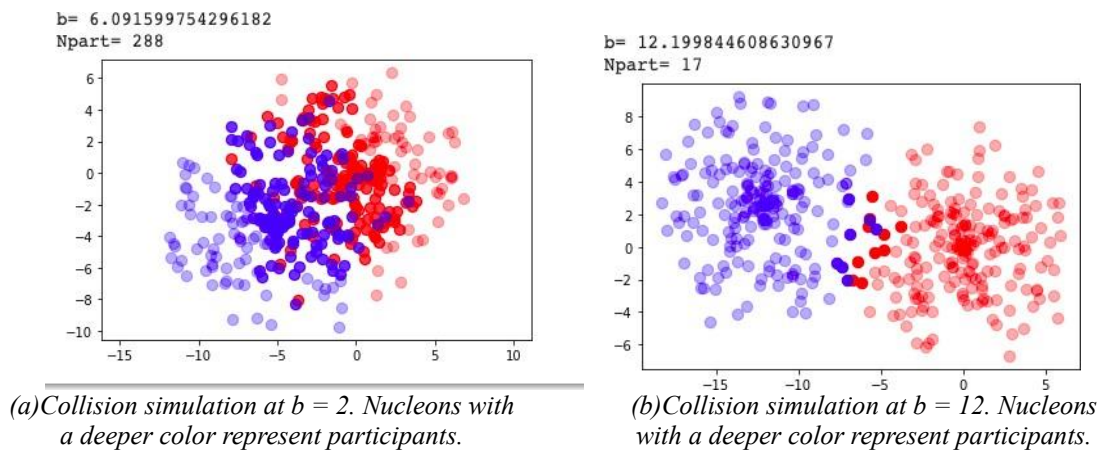 b= 6.091599754296182
Npart= 288
6
4
2
0
−2
−4
−6
−8
−10
−15 −10 −5 0 5 10
(a)Collision simulation at b = 2. Nucleons with
a deeper color represent participants.
b= 12.199844608630967
Npart= 17
8
6
4
2
0
−2
−4
−6
−15 −10 −5 0 5
(b)Collision simulation at b = 12. Nucleons
with a deeper color represent participants.